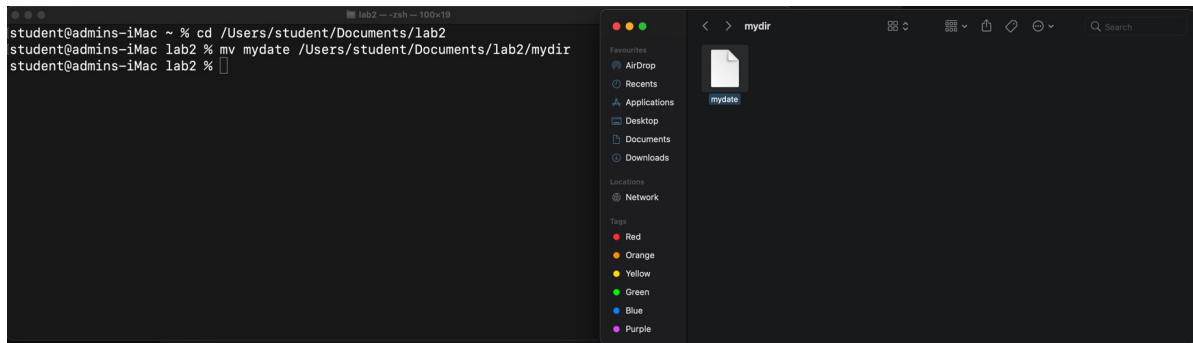 lab2 — -zsh — 100×19
student@admins-iMac ~ % cd /Users/student/Documents/lab2
student@admins-iMac lab2 % mv mydate /Users/student/Documents/lab2/mydir
student@admins-iMac lab2 %
mydir
Search
Favourites
AirDrop
Recents
Applications
Desktop
Documents
Downloads
Locations
Network
Tags
Red
Orange
Yellow
Green
Blue
Purple
mydate